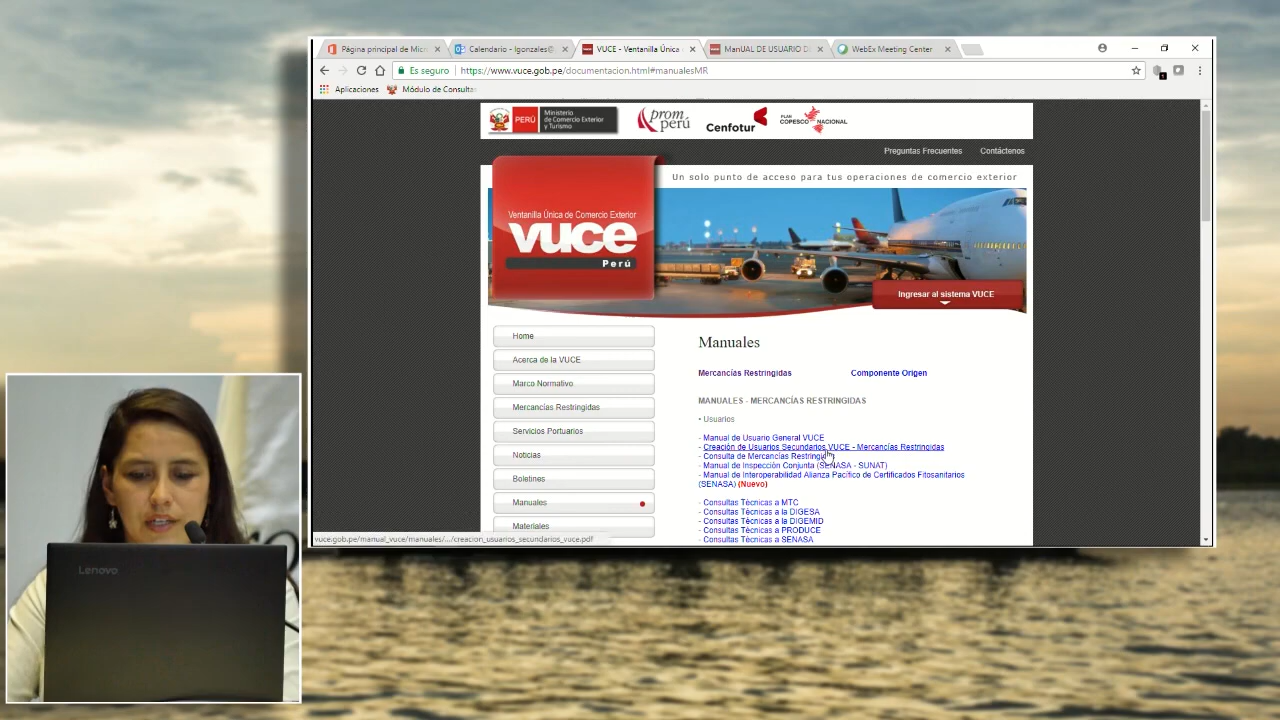 Página principal de Micr
Calendario - lgonzales@
VUCE - Ventanilla Única
ManUAL DE USUARIO D
WebEx Meeting Center
Es seguro
https://www.vuce.gob.pe/documentacion.html#manualesMR
Aplicaciones
Módulo de Consultas
PERÚ
Ministerio
de Comercio Exterior
y Turismo
prom
perú
Cenfotur
PLAN
COPESCO NACIONAL
Preguntas Frecuentes
Contáctenos
Un solo punto de acceso para tus operaciones de comercio exterior
Ventanilla Única de Comercio Exterior
vuce
Perú
Ingresar al sistema VUCE
Home
Acerca de la VUCE
Marco Normativo
Mercancías Restringidas
Servicios Portuarios
Noticias
Boletines
Manuales
Materiales
Manuales
Mercancías Restringidas
Componente Origen
MANUALES - MERCANCÍAS RESTRINGIDAS
• Usuarios
- Manual de Usuario General VUCE
- Creación de Usuarios Secundarios VUCE - Mercancías Restringidas
- Consulta de Mercancías Restringidas
- Manual de Inspección Conjunta (SENASA - SUNAT)
- Manual de Interoperabilidad Alianza Pacífico de Certificados Fitosanitarios
(SENASA) (Nuevo)
- Consultas Técnicas a MTC
- Consultas Técnicas a la DIGESA
- Consultas Técnicas a la DIGEMID
- Consultas Técnicas a PRODUCE
- Consultas Técnicas a SENASA
vuce.gob.pe/manual_vuce/manuales/.../creacion_usuarios_secundarios_vuce.pdf
Lenovo